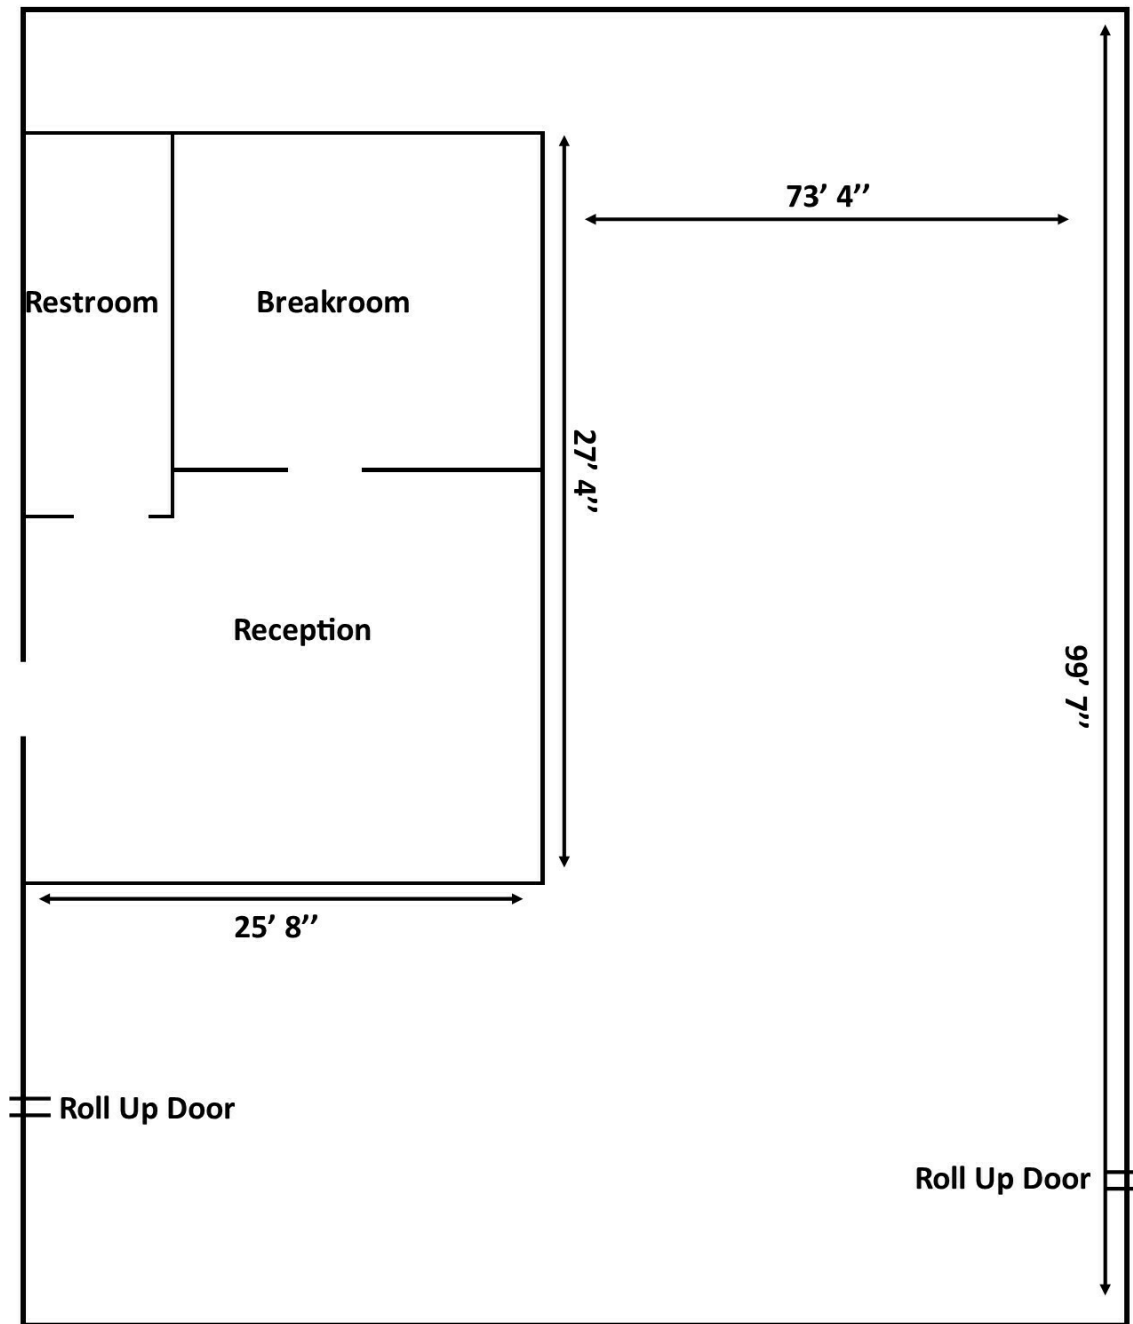 73’ 4’’
Restroom
Breakroom
27’ 4’’
Reception
99’ 7’’
25’ 8’’
Roll Up Door
Roll Up Door